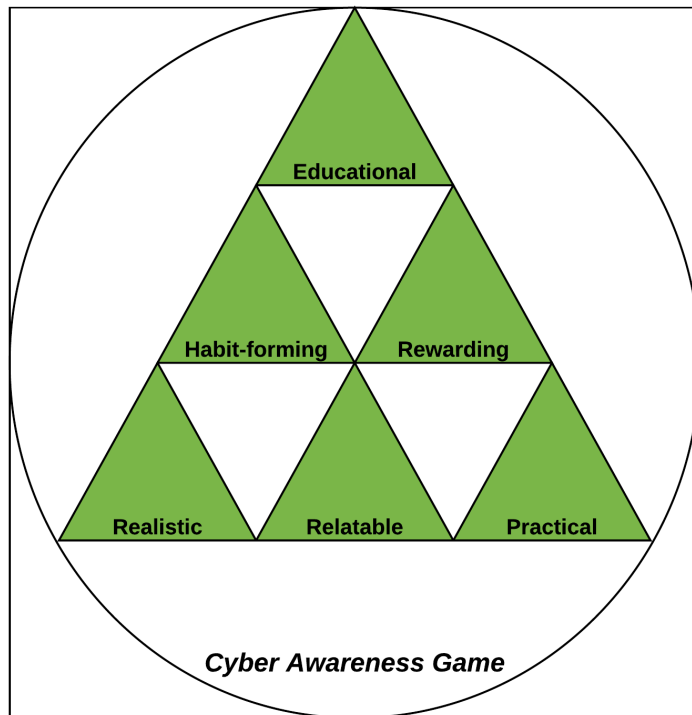 Educational
Habit-forming Rewarding
Realistic Relatable Practical
Cyber Awareness Game